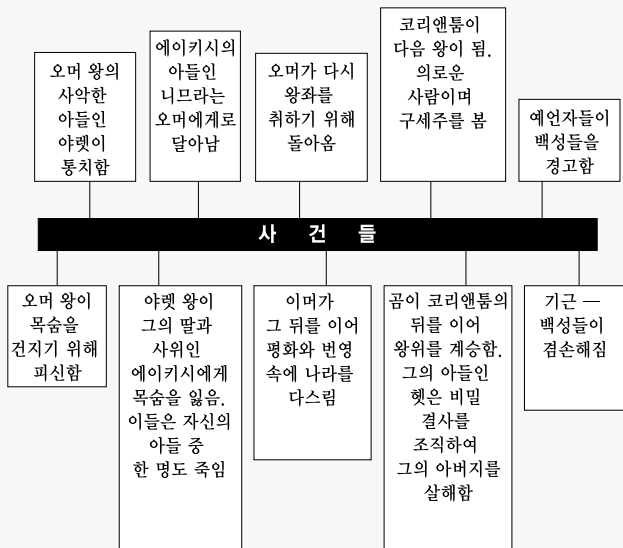 오머 왕의
사악한
아들인
야렛이
통치함
에이키시의
아들인
니므라는
오머에게로
달아남
오머가 다시
왕좌를
취하기 위해
돌아옴
코리앤툼이
다음 왕이 됨.
의로운
사람이며
구세주를 봄
예언자들이
백성들을
경고함
사 건 들
오머 왕이
목숨을
건지기 위해
피신함
야렛 왕이
그의 딸과
사위인
에이키시에게
목숨을 잃음.
이들은 자신의
아들 중
한 명도 죽임
이머가
그 뒤를 이어
평화와 번영
속에 나라를
다스림
곰이 코리앤툼의
뒤를 이어
왕위를 계승함.
그의 아들인
헷은 비밀
결사를
조직하여
그의 아버지를
살해함
기근 —
백성들이
겸손해짐